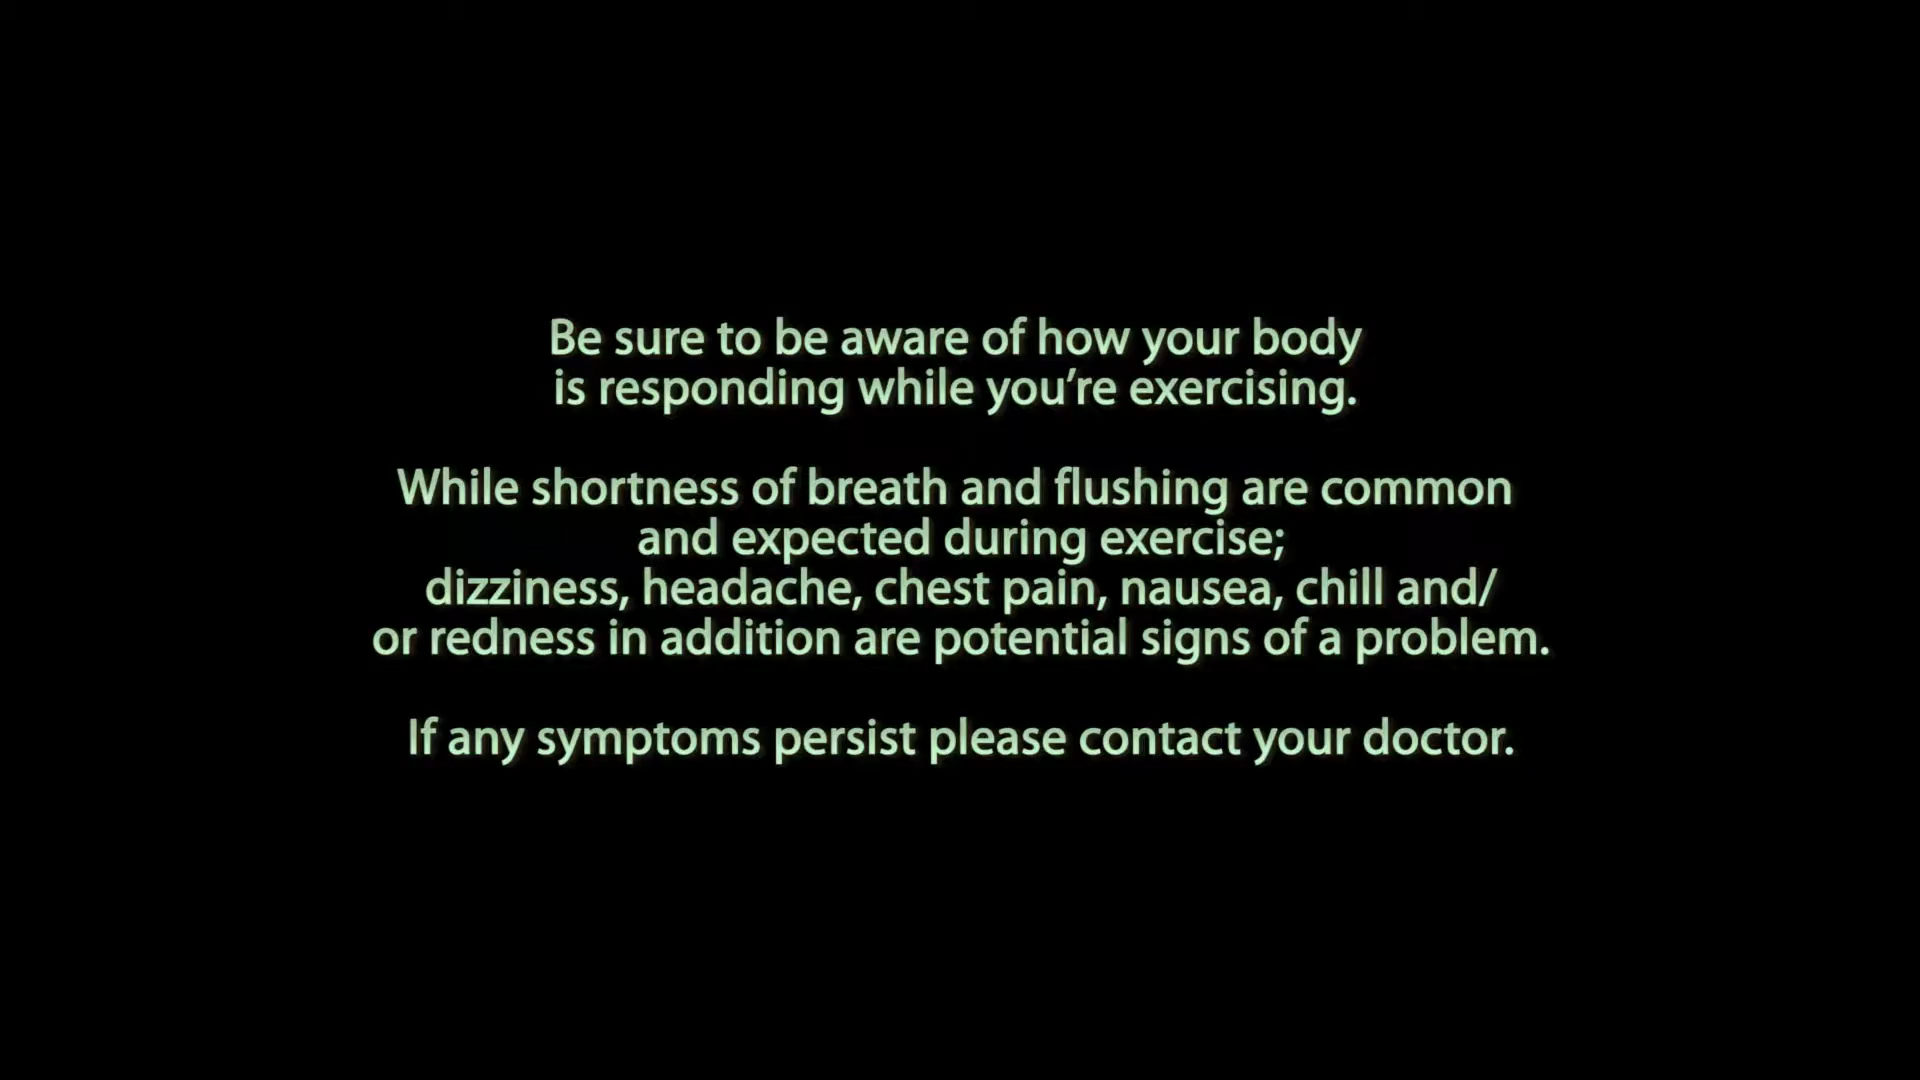 Be sure to be aware of how your body
is responding while you’re exercising.
While shortness of breath and flushing are common
and expected during exercise;
dizziness, headache, chest pain, nausea, chill and/
or redness in addition are potential signs of a problem.
If any symptoms persist please contact your doctor.